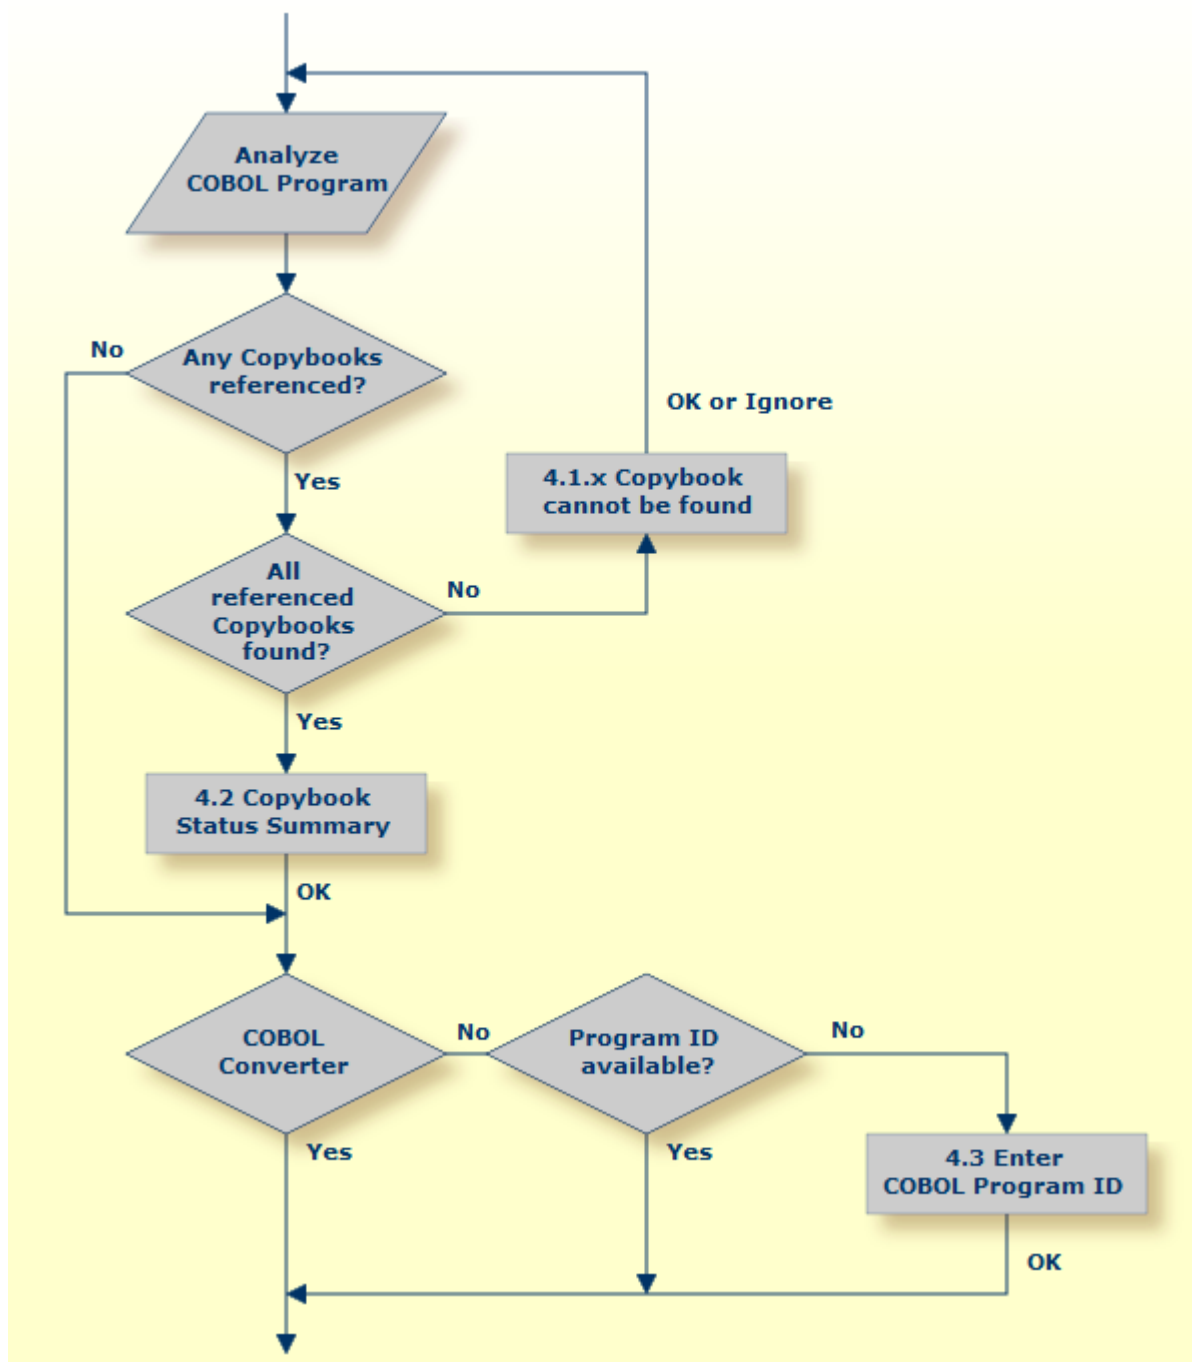 Analyze
COBOL Program
No
Any Copybooks
referenced?
OK or Ignore
Yes
4.1.x Copybook
cannot be found
All
referenced
Copybooks
found?
No
Yes
4.2 Copybook
Status Summary
OK
COBOL
Converter
No
Program ID
available?
No
Yes
Yes
4.3 Enter
COBOL Program ID
OK